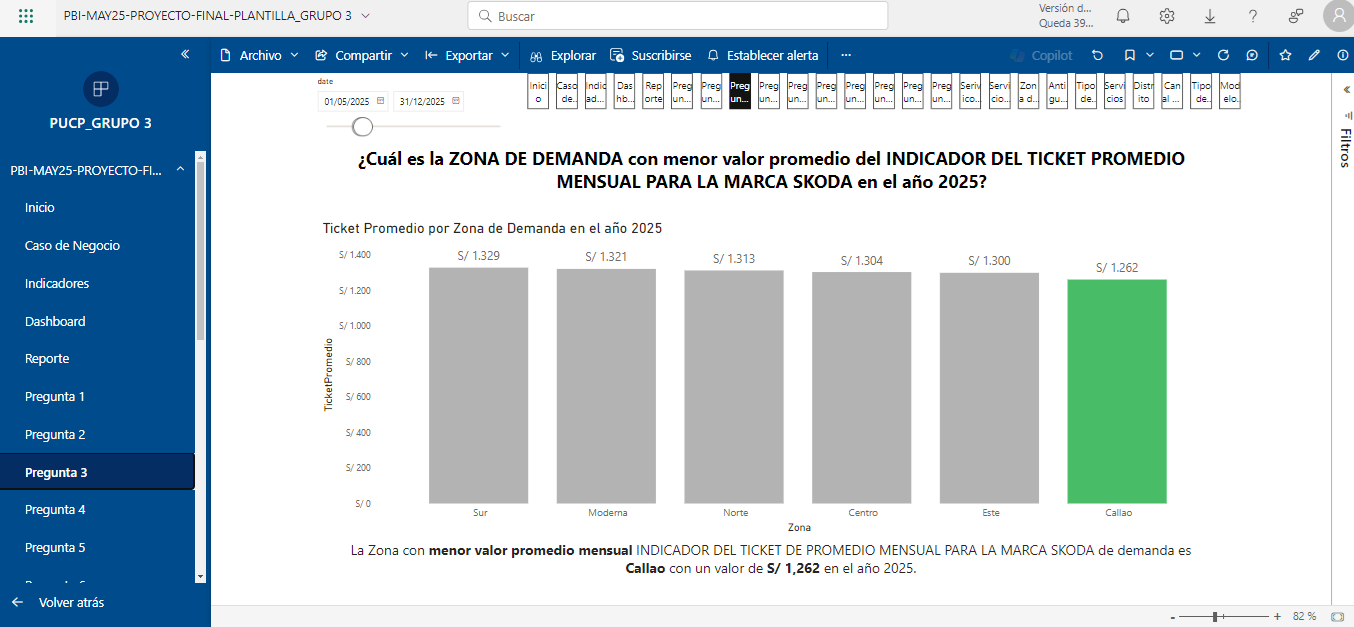 PBI-MAY25-PROYECTO-FINAL-PLANTILLA_GRUPO 3
Buscar
Versión d...
Queda 39...
Archivo
Compartir
Exportar
Explorar
Suscribirse
Establecer alerta
...
Copilot
PUCP_GRUPO 3
PBI-MAY25-PROYECTO-FI...
Inicio
Caso de Negocio
Indicadores
Dashboard
Reporte
Pregunta 1
Pregunta 2
Pregunta 3
Pregunta 4
Pregunta 5
Volver atrás
date
01/05/2025
31/12/2025
Inici o
Caso de..
Indic ad...
Das hb...
Rep orte
Preg un...
Preg un...
Preg un...
Preg un...
Preg un...
Preg un...
Preg un...
Preg un...
Preg un...
Preg un...
Seriv ico...
Servi cio...
Zon a d...
Anti gu...
Tipo de..
Servi cios
Distr ito
Can al ...
Tipo de..
Mod elo..
Filtros
¿Cuál es la ZONA DE DEMANDA con menor valor promedio del INDICADOR DEL TICKET PROMEDIO
MENSUAL PARA LA MARCA SKODA en el año 2025?
Ticket Promedio por Zona de Demanda en el año 2025
TicketPromedio
S/ 1.400
S/ 1.200
S/ 1.000
S/ 800
S/ 600
S/ 400
S/ 200
S/ 0
S/ 1.329
S/ 1.321
S/ 1.313
S/ 1.304
S/ 1.300
S/ 1.262
Sur
Moderna
Norte
Centro
Este
Callao
Zona
La Zona con menor valor promedio mensual INDICADOR DEL TICKET DE PROMEDIO MENSUAL PARA LA MARCA SKODA de demanda es
Callao con un valor de S/ 1,262 en el año 2025.
- + 82 %